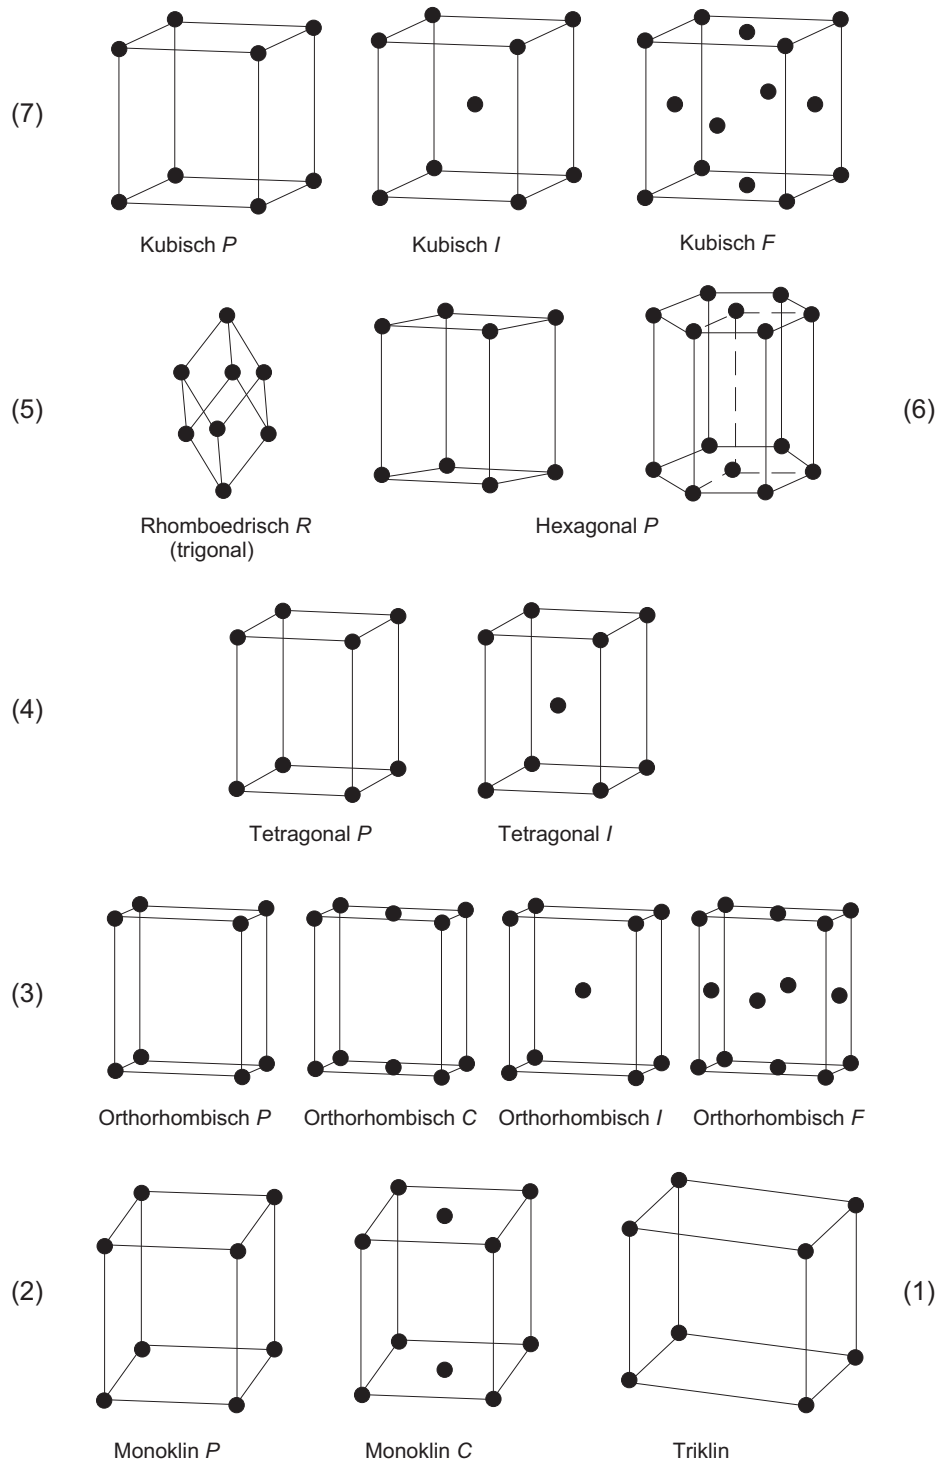 (7)
Kubisch P
Kubisch I
Kubisch F
(5)
(6)
Rhomboedrisch R
(trigonal)
Hexagonal P
(4)
Tetragonal P
Tetragonal I
(3)
Orthorhombisch P
Orthorhombisch C
Orthorhombisch I
Orthorhombisch F
(2)
(1)
Monoklin P
Monoklin C
Triklin